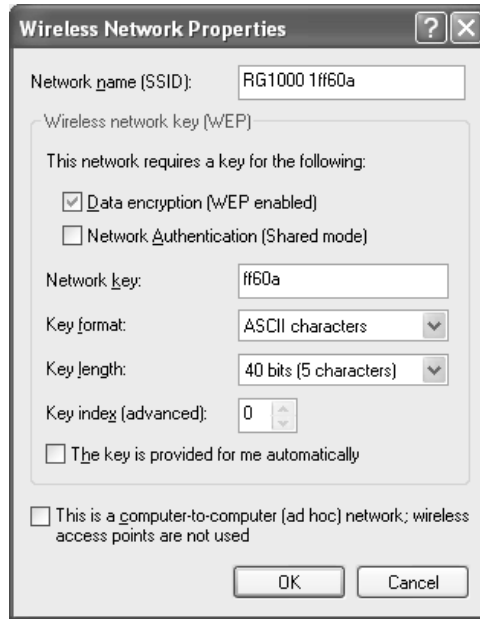 Wireless Network Properties
Network name (SSID): RG1000 1ff60a
Wireless network key (WEP)
This network requires a key for the following:
Data encryption (WEP enabled)
Network Authentication (Shared mode)
Network key: ff60a
Key format: ASCII characters
Key length: 40 bits (5 characters)
Key index (advanced): 0
The key is provided for me automatically
This is a computer-to-computer (ad hoc) network; wireless
access points are not used
OK Cancel